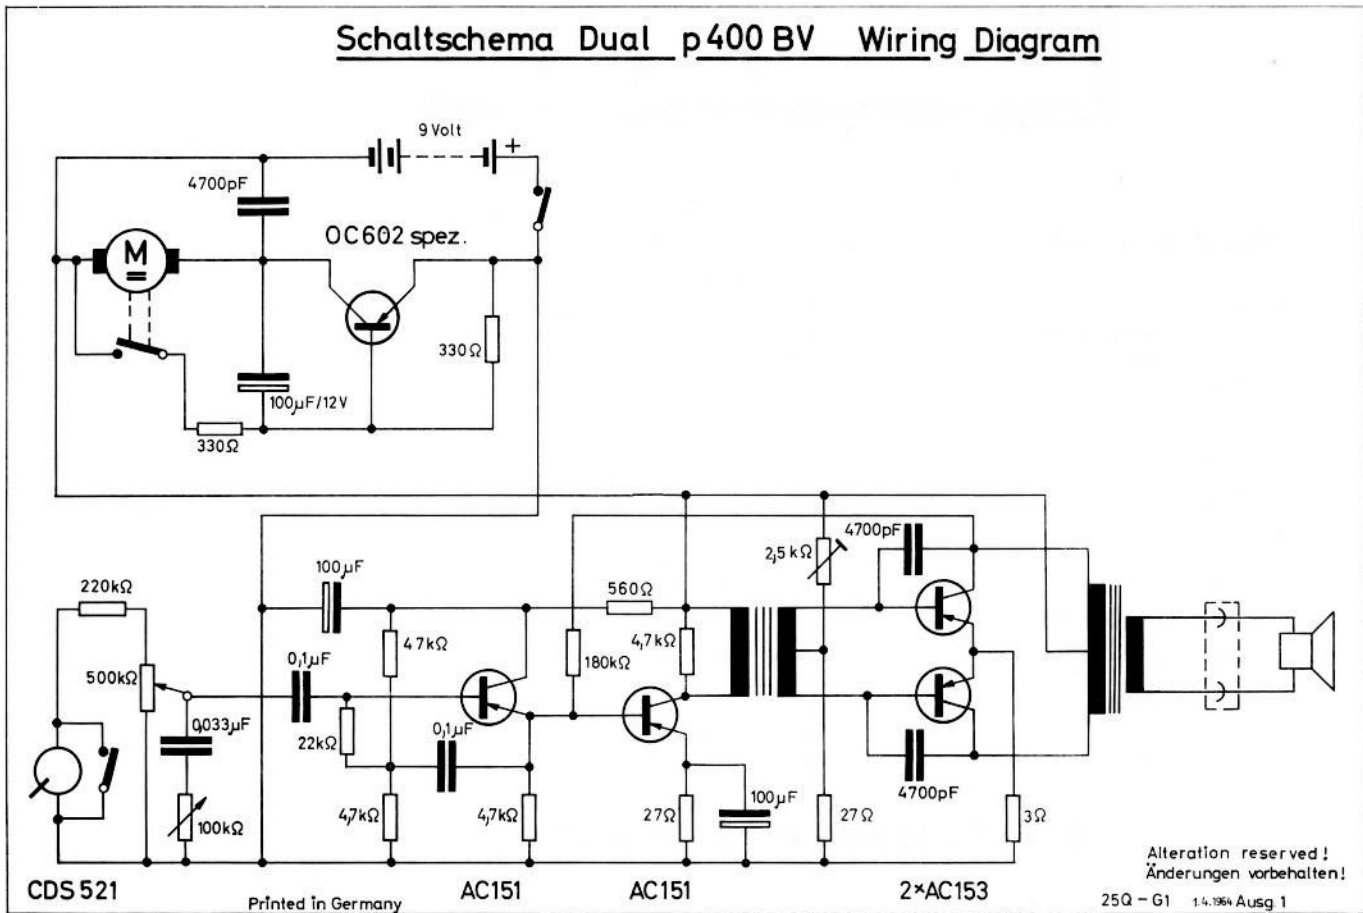 Schaltschema Dual p400 BV Wiring Diagram
9 Volt
+
4700pF
OC602 spez.
M
330Ω
100µF/12V
330Ω
4700pF
2,5kΩ
100µF
560Ω
220kΩ
47kΩ
4,7kΩ
0,1µF
180kΩ
500kΩ
0,033µF
22kΩ
0,1µF
4700pF
100µF
100kΩ
4,7kΩ
4,7kΩ
27Ω
27Ω
3Ω
Alteration reserved!
Änderungen vorbehalten!
CDS 521
AC151
AC151
2×AC153
Printed in Germany
25Q-G1 1.4.1964 Ausg. 1